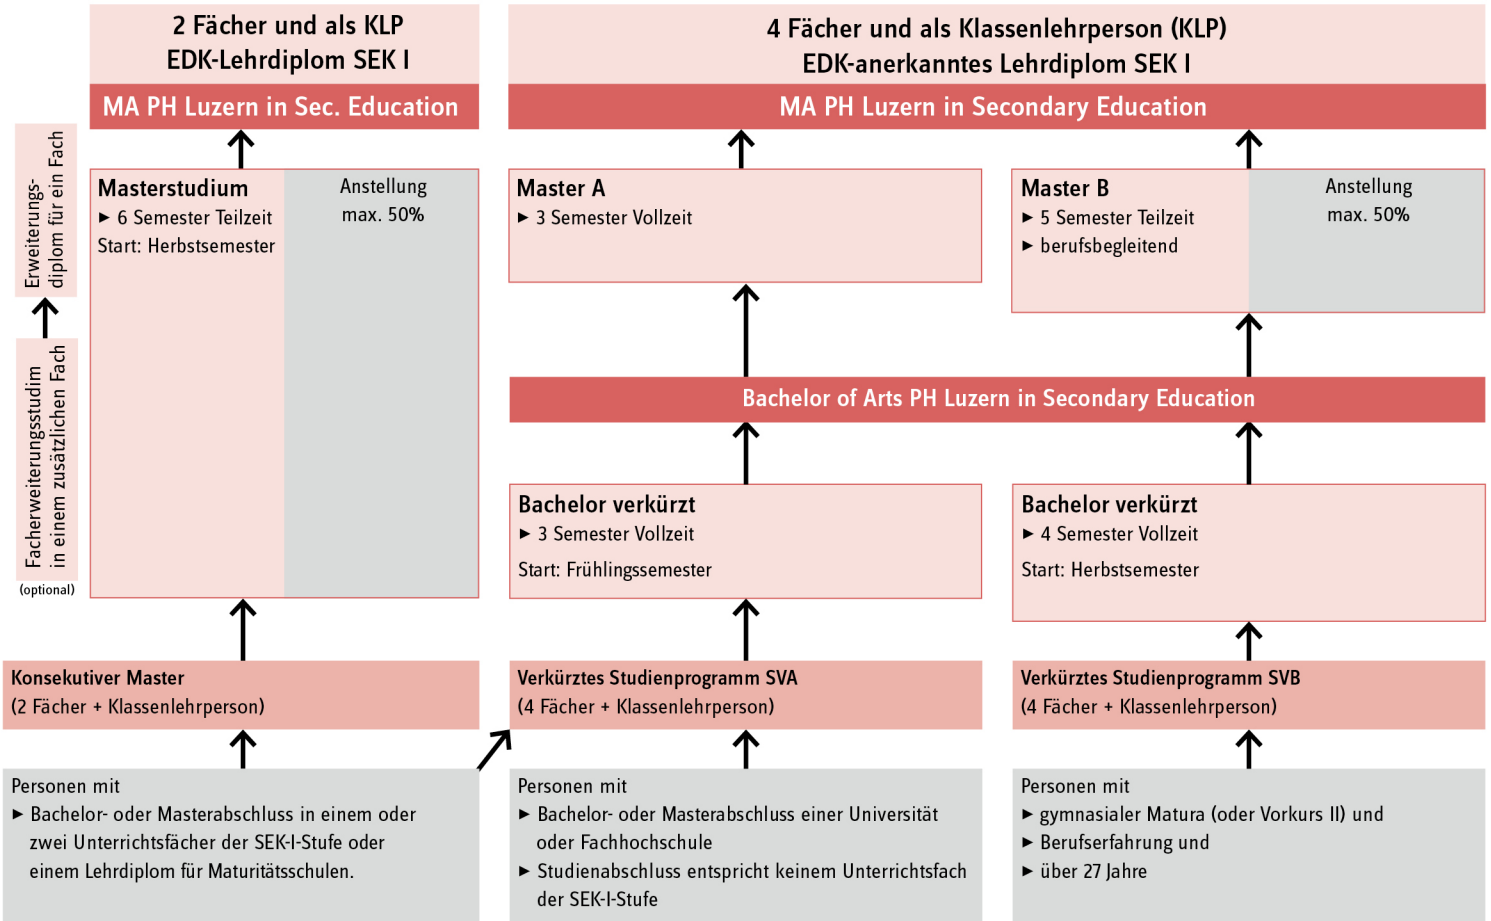 2 Fächer und als KLP
EDK-Lehrdiplom SEK I
MA PH Luzern in Sec. Education
4 Fächer und als Klassenlehrperson (KLP)
EDK-anerkanntes Lehrdiplom SEK I
MA PH Luzern in Secondary Education
Erweiterungs-
diplom für ein Fach
Facherweiterungsstudim
in einem zusätzlichen Fach
(optional)
Masterstudium
► 6 Semester Teilzeit
Start: Herbstsemester
Anstellung
max. 50%
Master A
► 3 Semester Vollzeit
Master B
► 5 Semester Teilzeit
► berufsbegleitend
Anstellung
max. 50%
Bachelor of Arts PH Luzern in Secondary Education
Bachelor verkürzt
► 3 Semester Vollzeit
Start: Frühlingssemester
Bachelor verkürzt
► 4 Semester Vollzeit
Start: Herbstsemester
Konsekutiver Master
(2 Fächer + Klassenlehrperson)
Verkürztes Studienprogramm SVA
(4 Fächer + Klassenlehrperson)
Verkürztes Studienprogramm SVB
(4 Fächer + Klassenlehrperson)
Personen mit
► Bachelor- oder Masterabschluss in einem oder
zwei Unterrichtsfächer der SEK-I-Stufe oder
einem Lehrdiplom für Maturitätsschulen.
Personen mit
► Bachelor- oder Masterabschluss einer Universität
oder Fachhochschule
► Studienabschluss entspricht keinem Unterrichtsfach
der SEK-I-Stufe
Personen mit
► gymnasialer Matura (oder Vorkurs II) und
► Berufserfahrung und
► über 27 Jahre